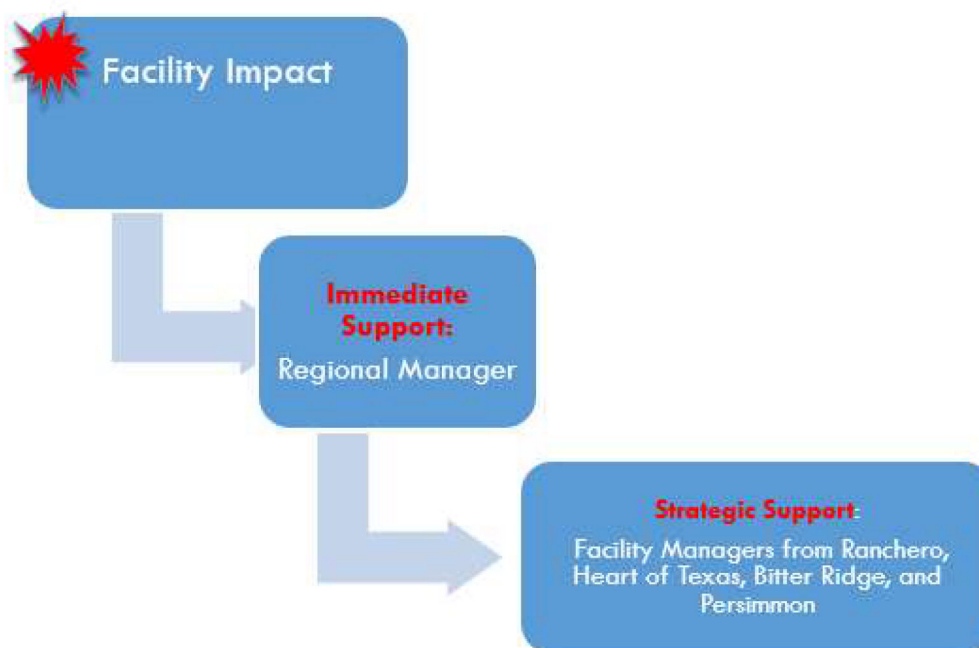 Facility Impact
Immediate
Support:
Regional Manager
Strategic Support:
Facility Managers from Ranchero,
Heart of Texas, Bitter Ridge, and
Persimmon